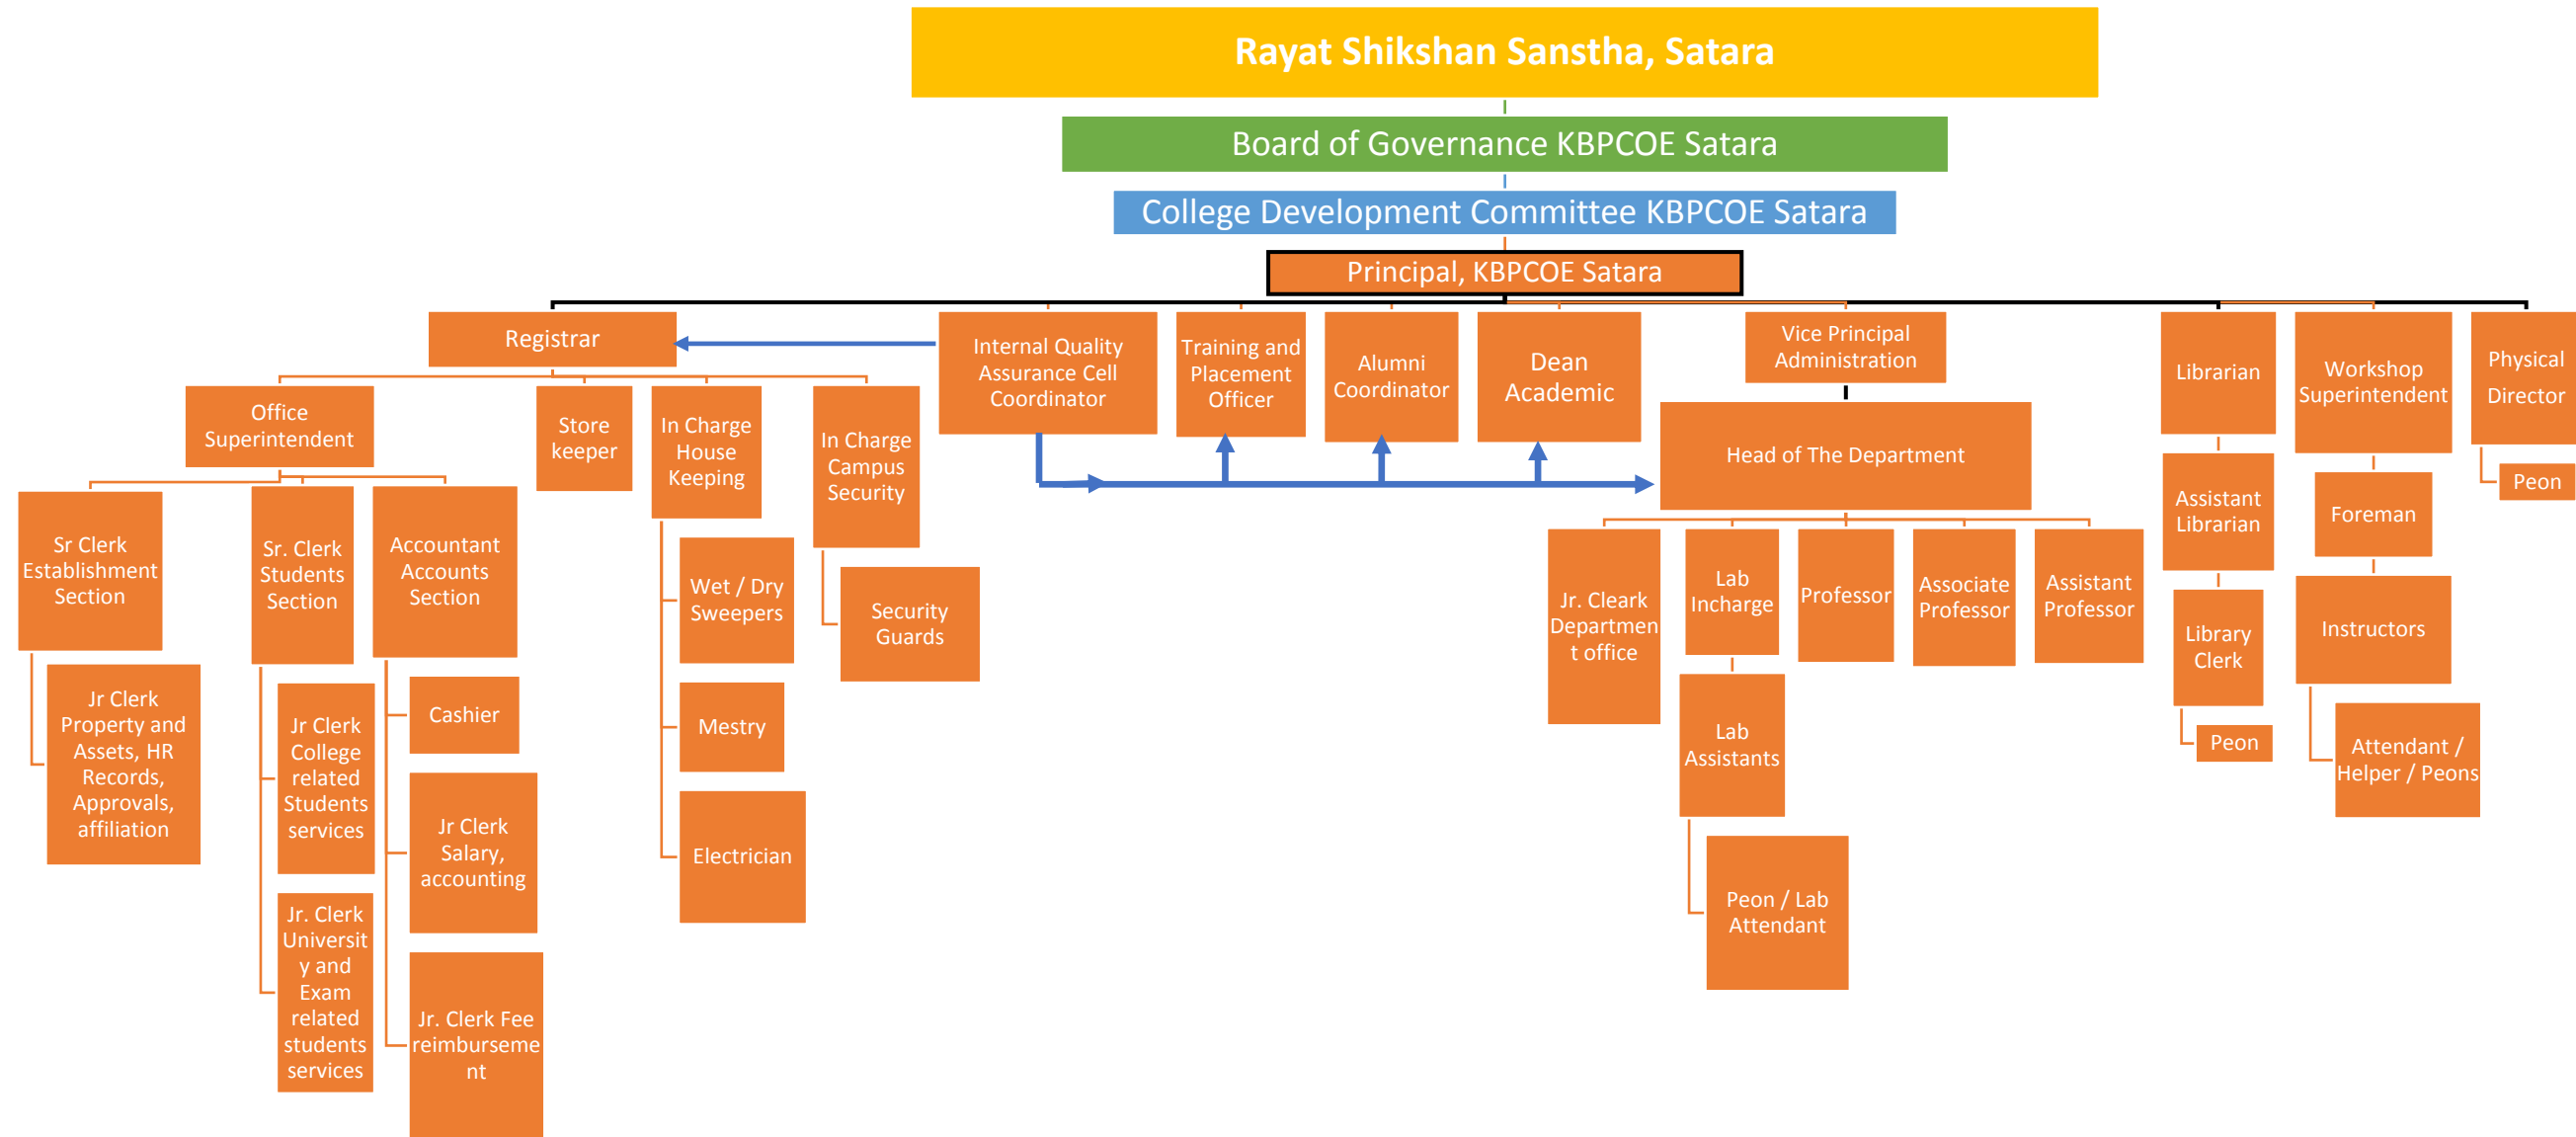 Rayat Shikshan Sanstha, Satara
Board of Governance KBPCOE Satara
College Development Committee KBPCOE Satara
Principal, KBPCOE Satara
Registrar
Internal Quality
Assurance Cell
Coordinator
Training and
Placement
Officer
Alumni
Coordinator
Dean
Academic
Vice Principal
Administration
Librarian
Workshop
Superintendent
Physical
Director
Office
Superintendent
Store
keeper
In Charge
House
Keeping
In Charge
Campus
Security
Head of The Department
Assistant
Librarian
Foreman
Peon
Sr Clerk
Establishment
Section
Sr. Clerk
Students
Section
Accountant
Accounts
Section
Wet / Dry
Sweepers
Security
Guards
Jr. Cleark
Departmen
t office
Lab
Incharge
Professor
Associate
Professor
Assistant
Professor
Library
Clerk
Instructors
Jr Clerk
Property and
Assets, HR
Records,
Approvals,
affiliation
Jr Clerk
College
related
Students
services
Cashier
Mestry
Lab
Assistants
Peon
Attendant /
Helper / Peons
Jr Clerk
Salary,
accounting
Electrician
Peon / Lab
Attendant
Jr. Clerk
Universit
y and
Exam
related
students
services
Jr. Clerk Fee
reimburseme
nt